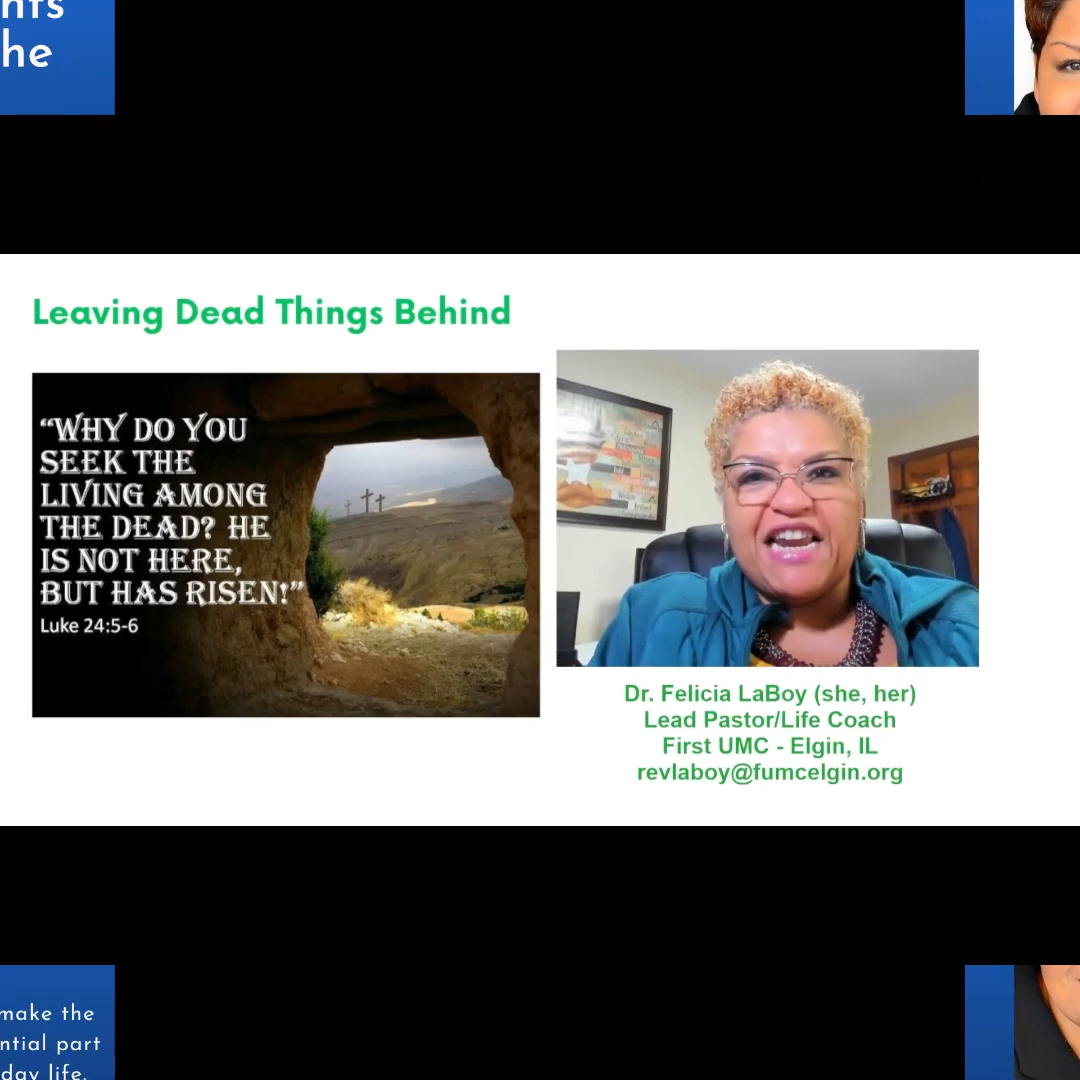 nts
he
Leaving Dead Things Behind
“WHY DO YOU
SEEK THE
LIVING AMONG
THE DEAD? HE
IS NOT HERE,
BUT HAS RISEN!”
Luke 24:5-6
Dr. Felicia LaBoy (she, her)
Lead Pastor/Life Coach
First UMC - Elgin, IL
revlaboy@fumcelgin.org
make the
ntial part
day life.